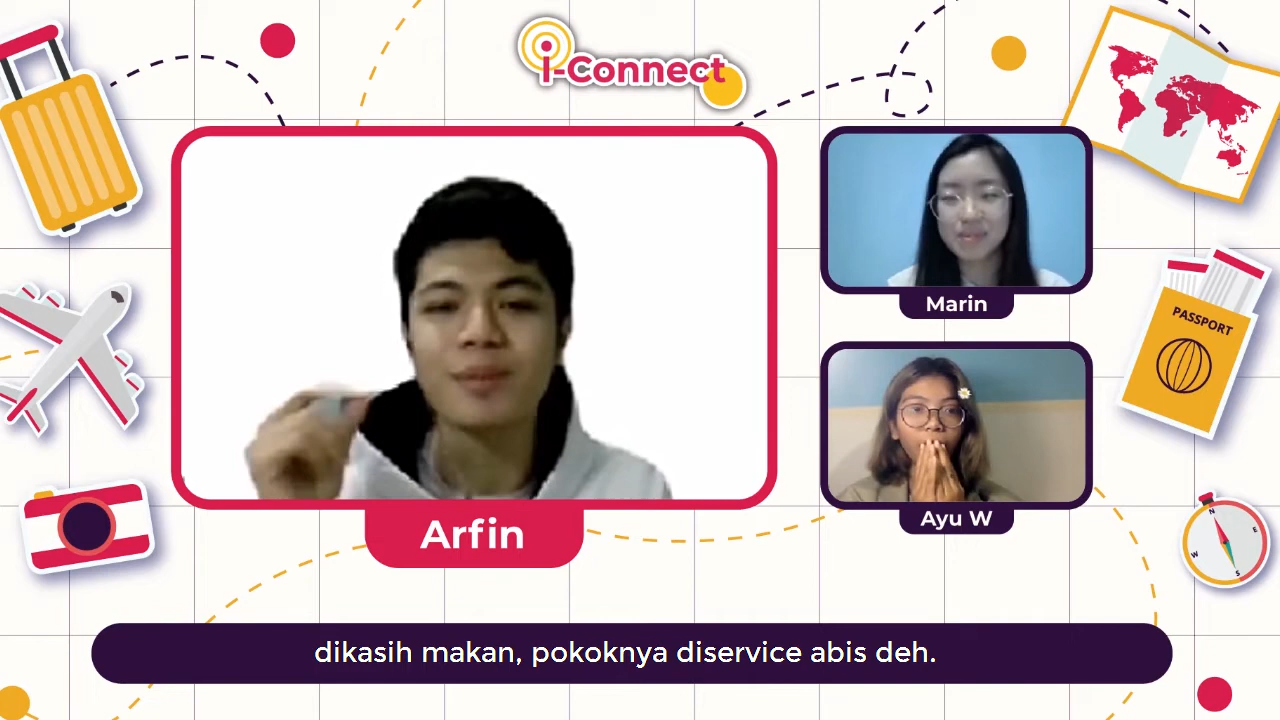 i-Connect
Arfin
Marin
Ayu W
PASSPORT
N
E
S
W
dikasih makan, pokoknya diservice abis deh.